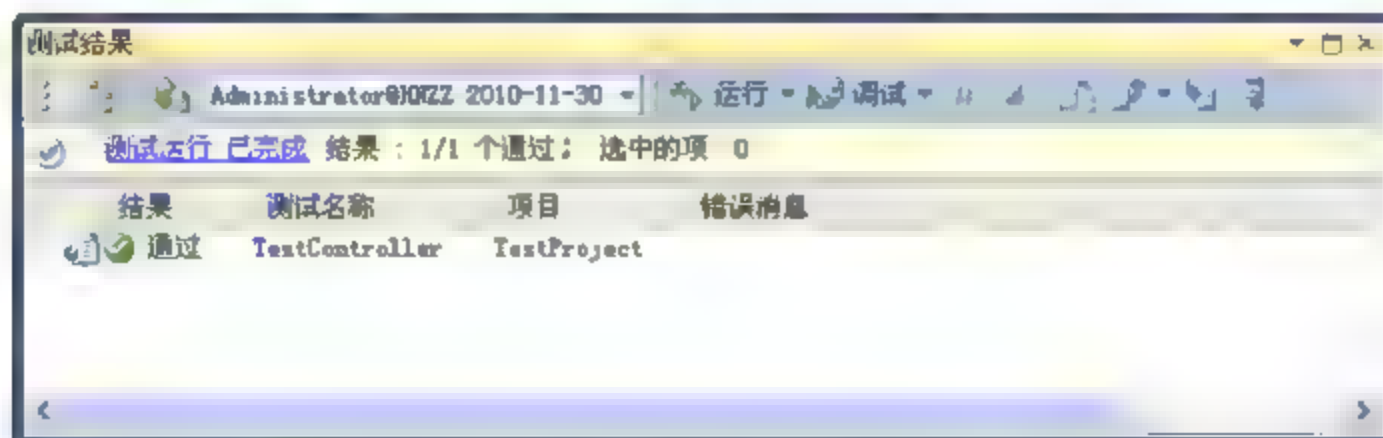 测试结果
2010-11-30 运行 调试
测试运行 已完成 结果：1/1 个通过； 选中的项 0
结果 测试名称 项目 错误消息
通过 TestController TestProject